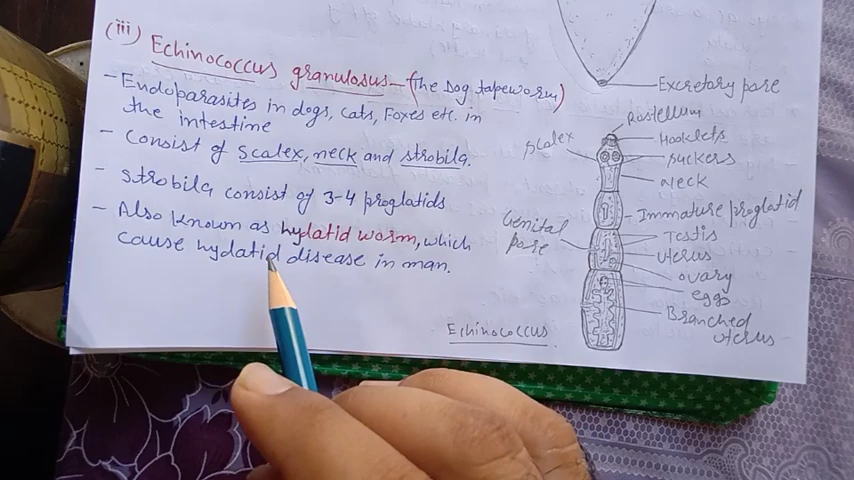 (iii) Echinococcus granulosus - (The Dog tapeworm)
- Endoparasites in dogs, cats, Foxes etc. in
the intestine
- Consist of Scalex, neck and strobila.
- Strobila consist of 3-4 proglatids
- Also known as hydatid worm, which
cause hydatid disease in man.
Excretory pore
Rostellum
Scalex
Hooklets
Suckers
Neck
Immature proglatid
Genital
pore
Testis
uterus
ovary
eggs
Branched
uterus
Echinococcus